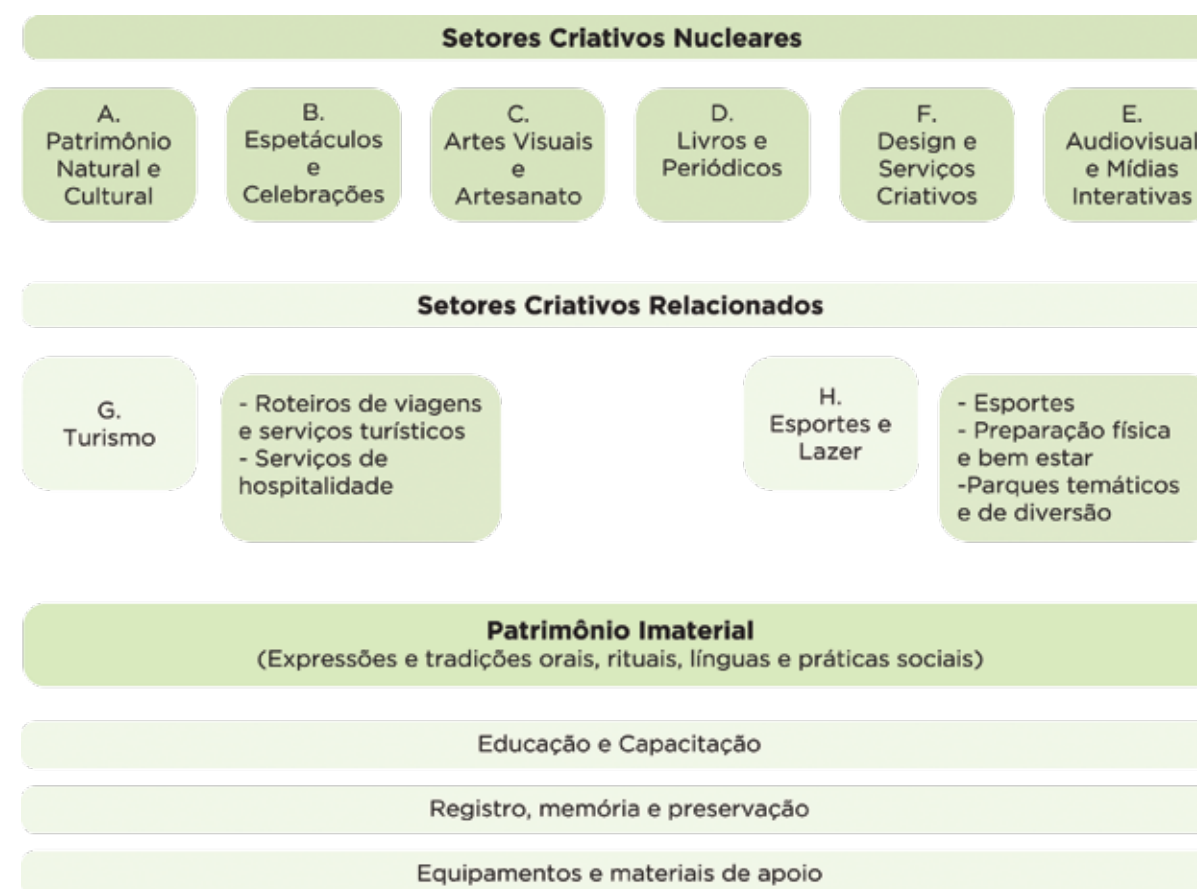 Setores Criativos Nucleares
A.
Patrimônio
Natural e
Cultural
B.
Espetáculos
e
Celebrações
C.
Artes Visuais
e
Artesanato
D.
Livros e
Periódicos
F.
Design e
Serviços
Criativos
E.
Audiovisual
e Mídias
Interativas
Setores Criativos Relacionados
G.
Turismo
- Roteiros de viagens
e serviços turísticos
- Serviços de
hospitalidade
H.
Esportes e
Lazer
- Esportes
- Preparação física
e bem estar
-Parques temáticos
e de diversão
Patrimônio Imaterial
(Expressões e tradições orais, rituais, línguas e práticas sociais)
Educação e Capacitação
Registro, memória e preservação
Equipamentos e materiais de apoio